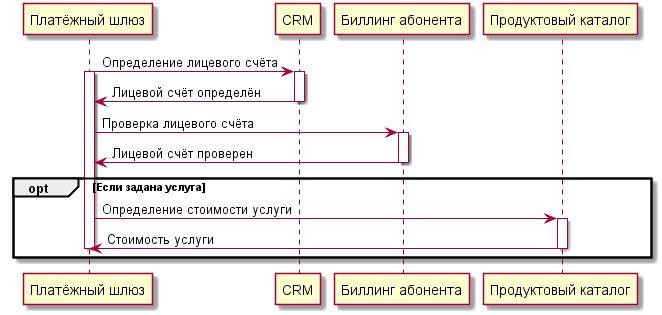 Платёжный шлюз
CRM
Биллинг абонента
Продуктовый каталог
Определение лицевого счёта
Лицевой счёт определён
Проверка лицевого счёта
Лицевой счёт проверен
opt [Если задана услуга]
Определение стоимости услуги
Стоимость услуги
Платёжный шлюз
CRM
Биллинг абонента
Продуктовый каталог